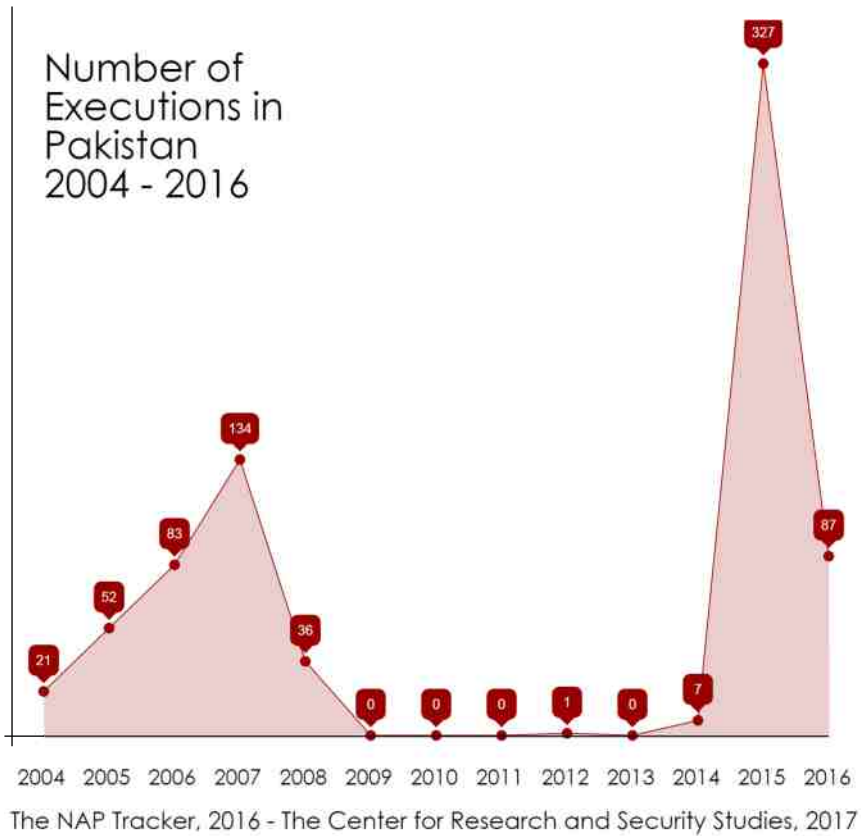 Number of
Executions in
Pakistan
2004 - 2016
327
134
83
87
52
36
21
0
0
0
1
0
7
2004 2005 2006 2007 2008 2009 2010 2011 2012 2013 2014 2015 2016
The NAP Tracker, 2016 - The Center for Research and Security Studies, 2017